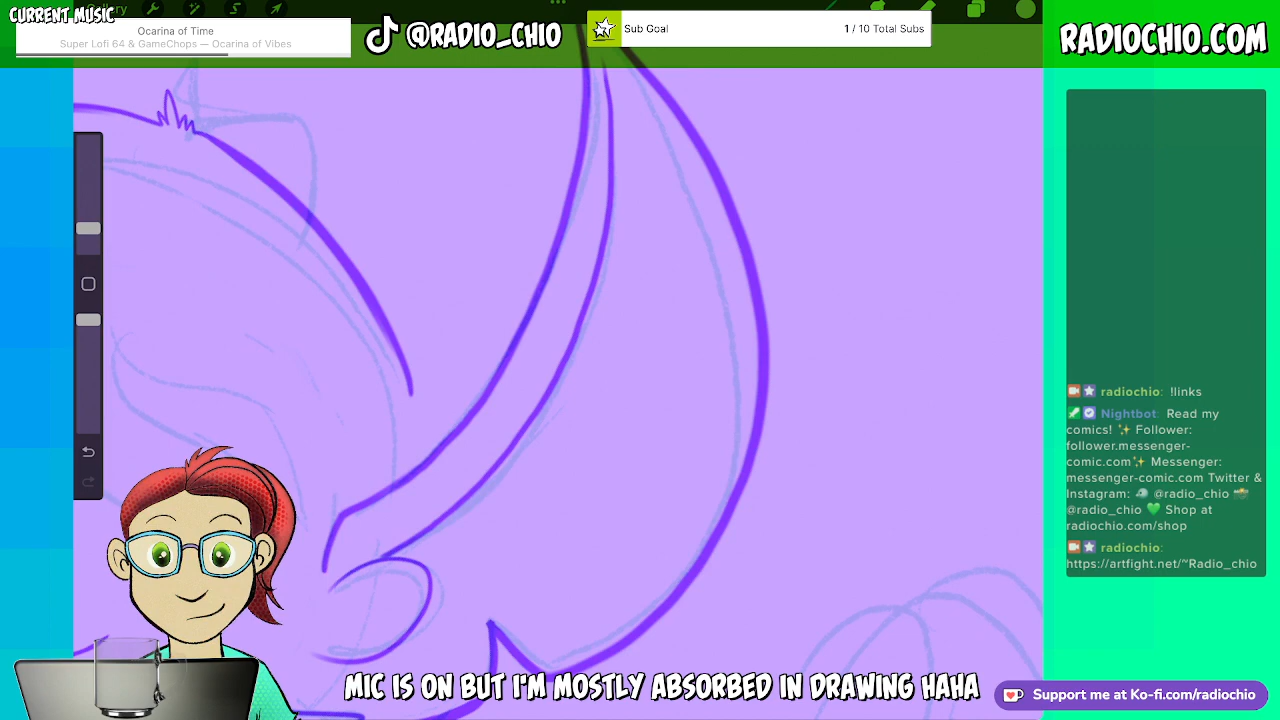 CURRENT MUSIC
Gallery
Ocarina of Time
Super Lofi 64 & GameChops — Ocarina of Vibes
@RADIO_CHIO
Sub Goal
1 / 10 Total Subs
RADIOCHIO.COM
radiochio: !links
Nightbot: Read my
comics! ✨ Follower:
follower.messenger-
comic.com✨ Messenger:
messenger-comic.com Twitter &
Instagram: @radio_chio
@radio_chio 💚 Shop at
radiochio.com/shop
radiochio:
https://artfight.net/~Radio_chio
MIC IS ON BUT I'M MOSTLY ABSORBED IN DRAWING HAHA
Support me at Ko-fi.com/radiochio